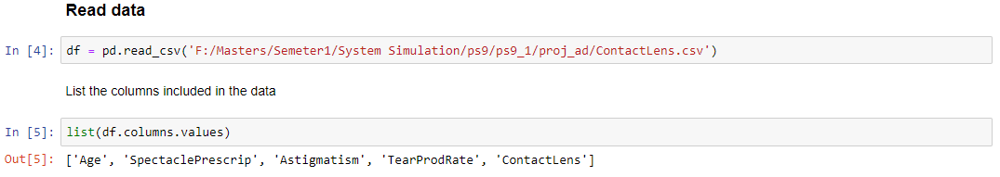 Read data
In [4]: df = pd.read_csv('F:/Masters/Semeter1/System Simulation/ps9/ps9_1/proj_ad/ContactLens.csv')
List the columns included in the data
In [5]: list(df.columns.values)
Out[5]: ['Age', 'SpectaclePrescrip', 'Astigmatism', 'TearProdRate', 'ContactLens']